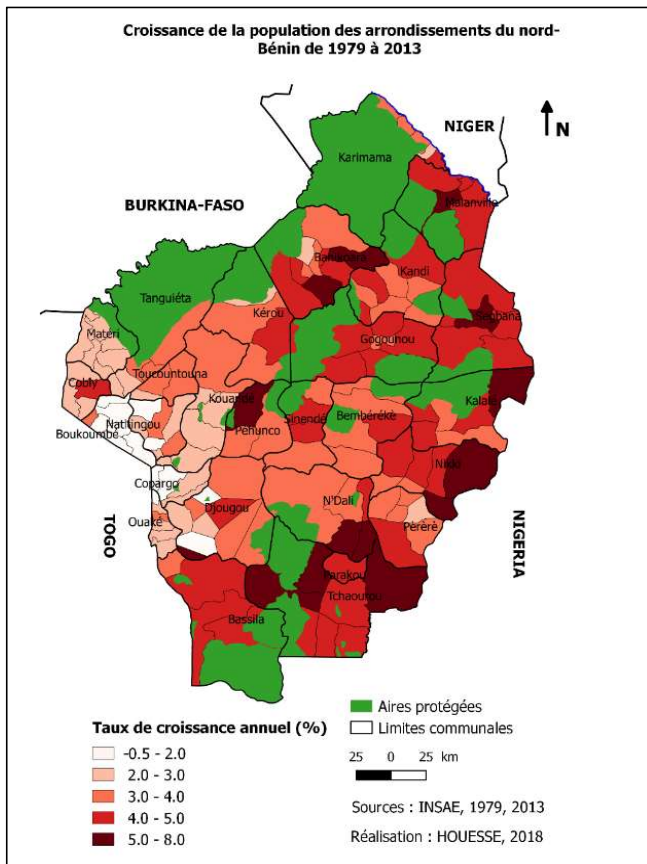 Croissance de la population des arrondissements du nord-
Bénin de 1979 à 2013
NIGER
N
Karimama
BURKINA-FASO
Malanville
Banikoara
Kandi
Tanguiéta
Ségbana
Kérou
Matéri
Gogounou
Toucountouna
Cobly
Kouandé
Kalalé
Sinendé
Bembéréké
Natitingou
Boukoumbé
Pehunco
Nikki
Copargo
N'Dali
Djougou
Ouaké
Pèrèrè
TOGO
NIGERIA
Parakou
Tchaourou
Bassila
Aires protégées
Limites communales
Taux de croissance annuel (%)
25 0 25 km
-0.5 - 2.0
2.0 - 3.0
3.0 - 4.0
4.0 - 5.0
5.0 - 8.0
Sources : INSAE, 1979, 2013
Réalisation : HOUESSE, 2018